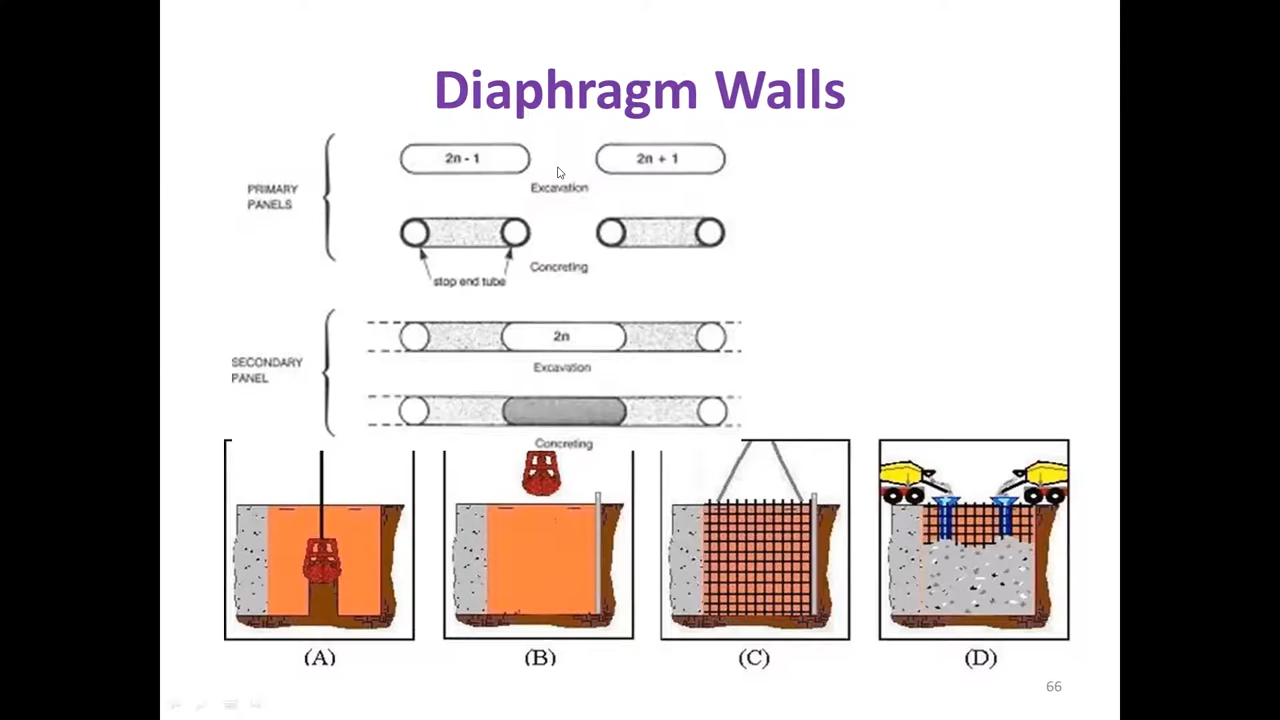 Diaphragm Walls
2n - 1
2n + 1
PRIMARY
PANELS
Excavation
Concreting
stop end tube
SECONDARY
PANEL
2n
Excavation
Concreting
(A)
(B)
(C)
(D)
66